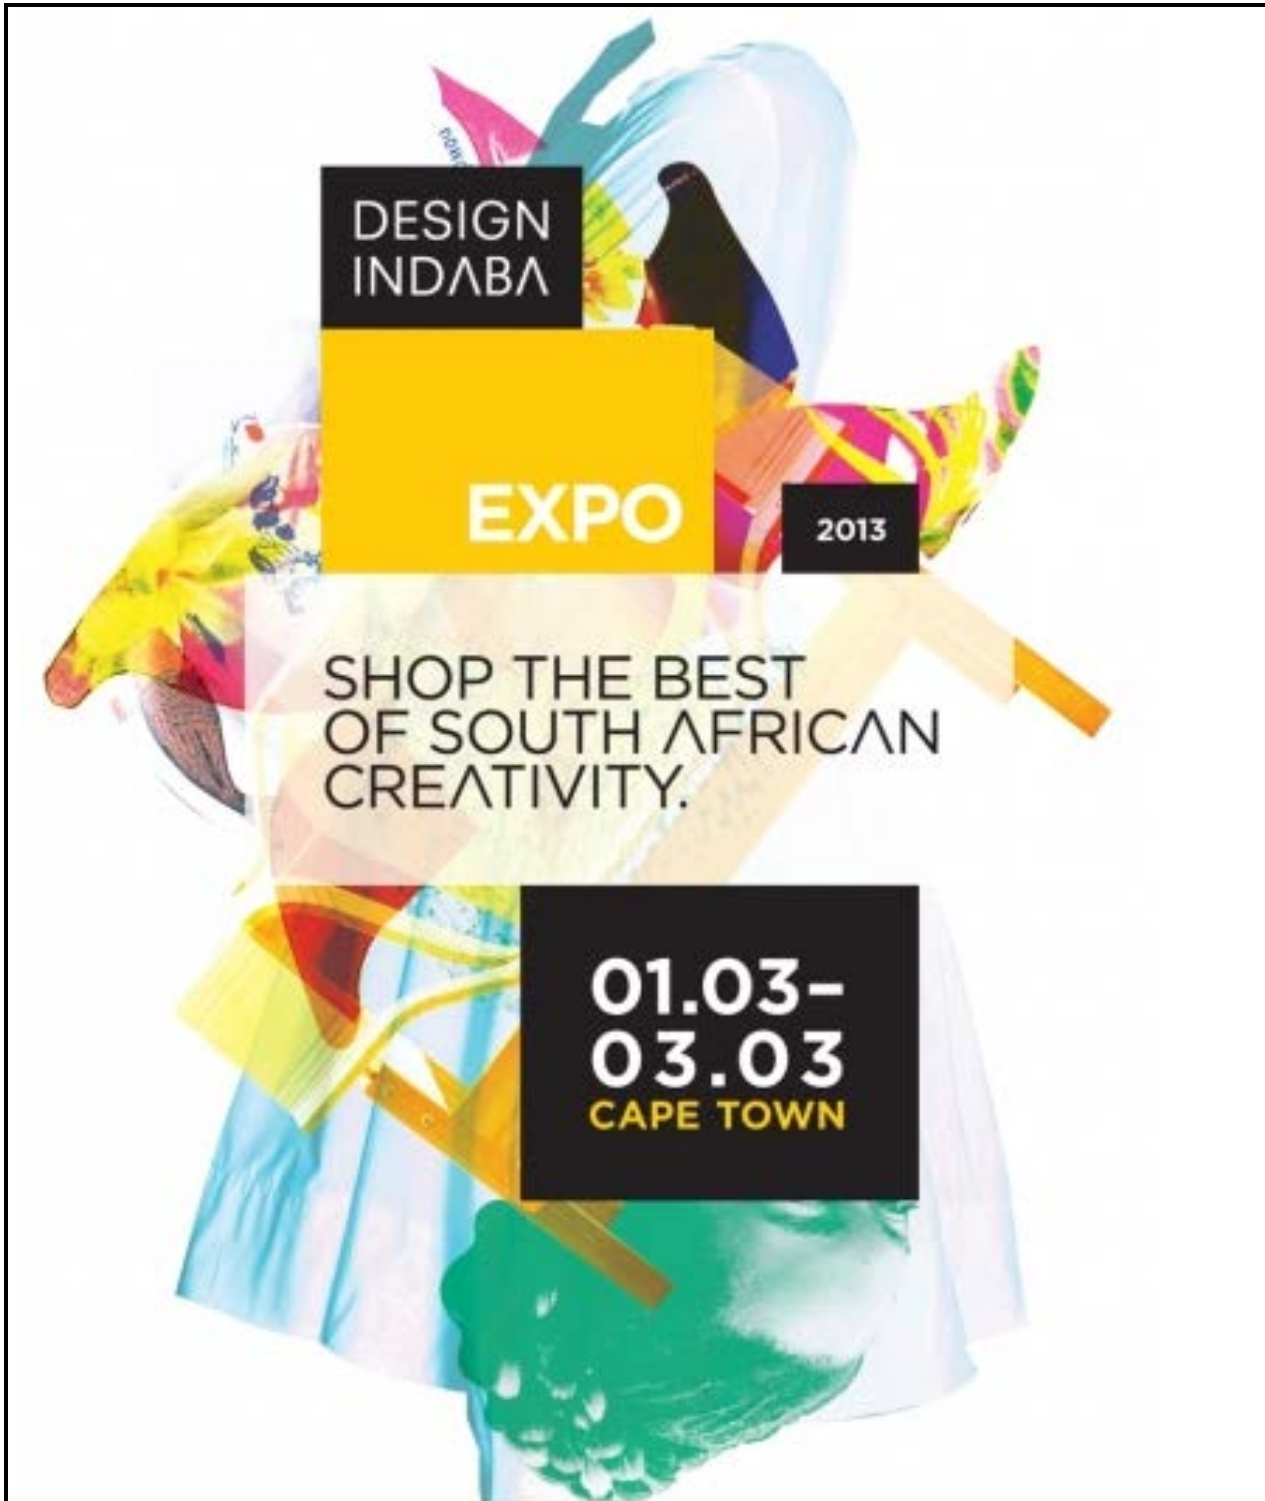 DESIGN
INDABA
EXPO
2013
SHOP THE BEST
OF SOUTH AFRICAN
CREATIVITY.
01.03–
03.03
CAPE TOWN